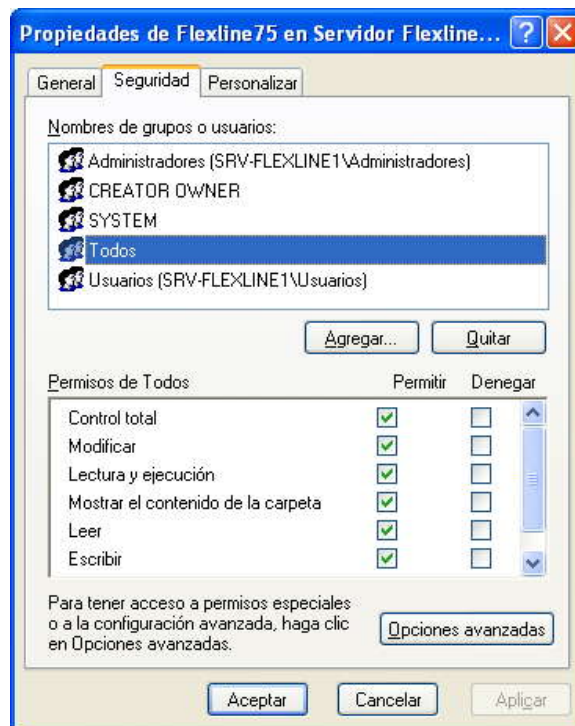 Propiedades de Flexline75 en Servidor Flexline...
General Seguridad Personalizar
Nombres de grupos o usuarios:
Administradores (SRV-FLEXLINE1\Administradores)
CREATOR OWNER
SYSTEM
Todos
Usuarios (SRV-FLEXLINE1\Usuarios)
Agregar... Quitar
Permisos de Todos Permitir Denegar
Control total
Modificar
Lectura y ejecución
Mostrar el contenido de la carpeta
Leer
Escribir
Para tener acceso a permisos especiales
o a la configuración avanzada, haga clic
en Opciones avanzadas.
Opciones avanzadas
Aceptar Cancelar Aplicar